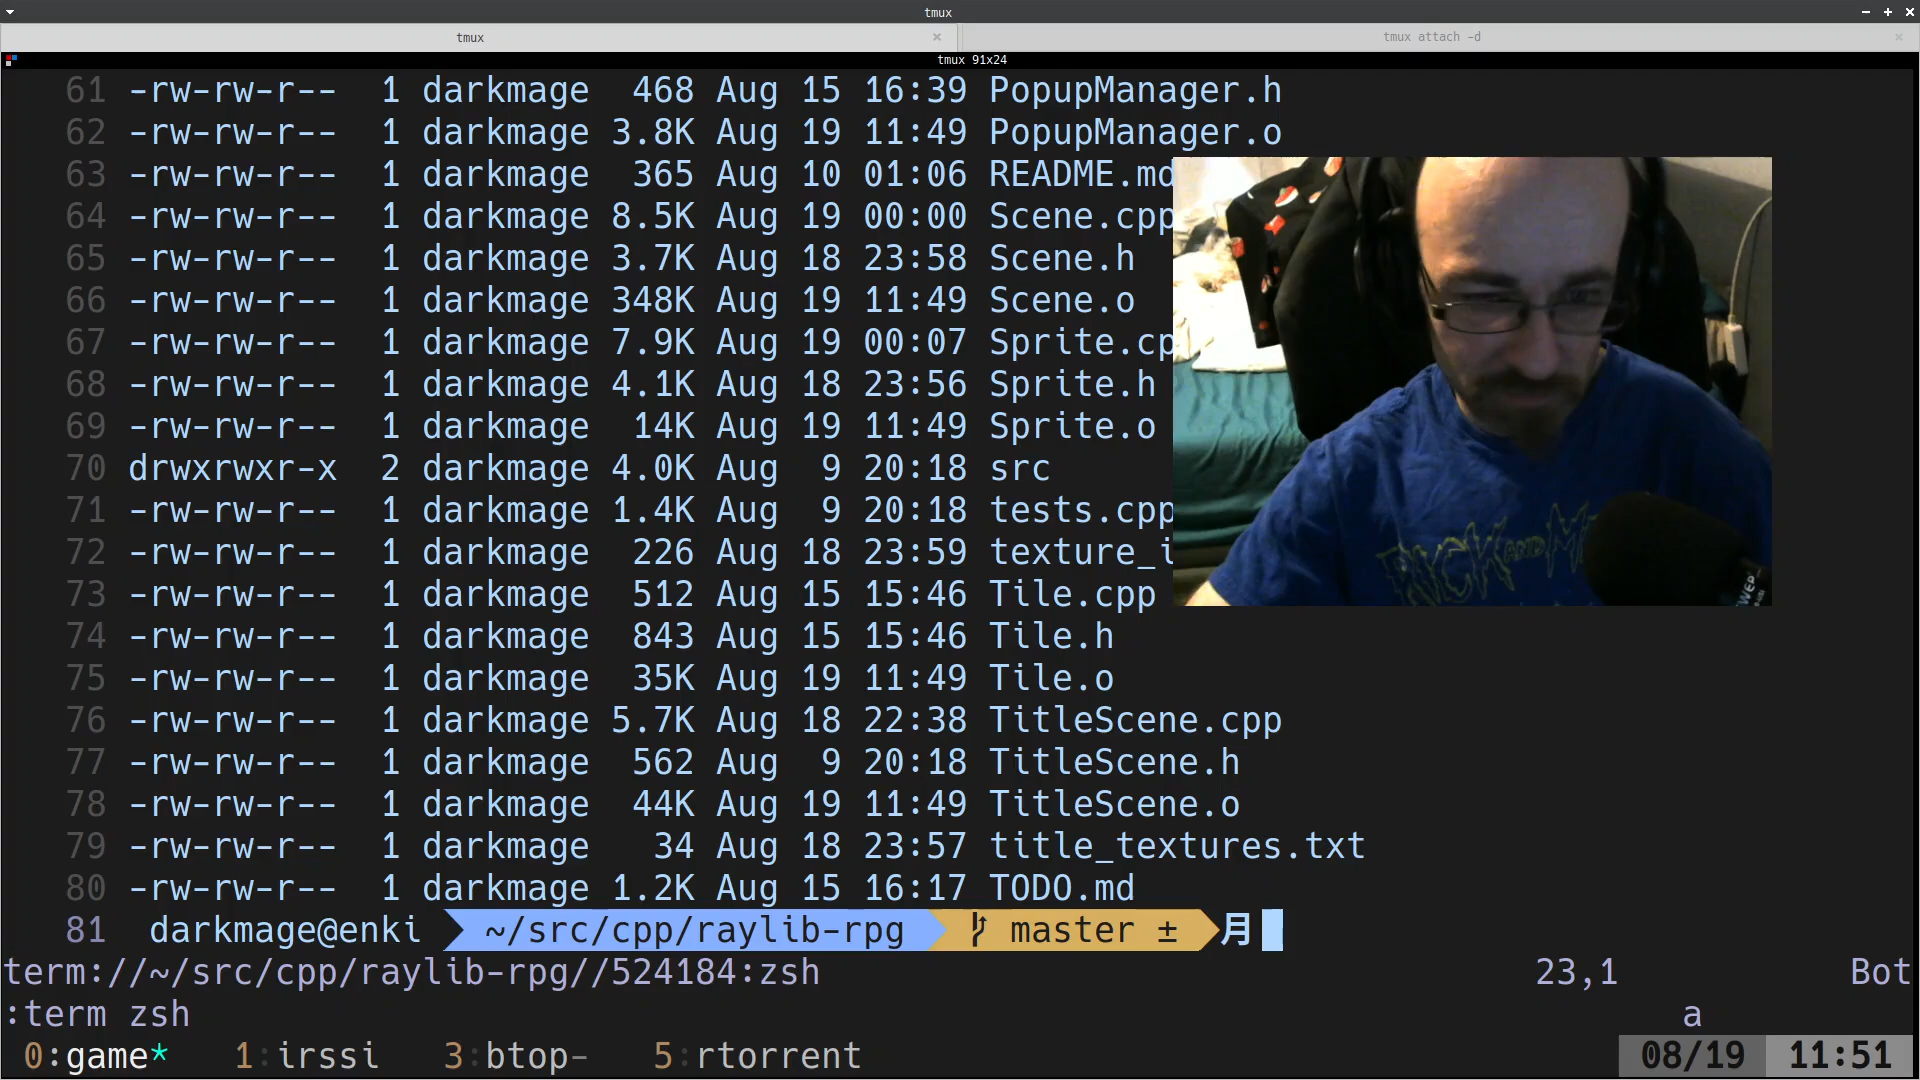 tmux
tmux tmux attach -d
tmux 91x24
61 -rw-rw-r-- 1 darkmage 468 Aug 15 16:39 PopupManager.h
62 -rw-rw-r-- 1 darkmage 3.8K Aug 19 11:49 PopupManager.o
63 -rw-rw-r-- 1 darkmage 365 Aug 10 01:06 README.md
64 -rw-rw-r-- 1 darkmage 8.5K Aug 19 00:00 Scene.cpp
65 -rw-rw-r-- 1 darkmage 3.7K Aug 18 23:58 Scene.h
66 -rw-rw-r-- 1 darkmage 348K Aug 19 11:49 Scene.o
67 -rw-rw-r-- 1 darkmage 7.9K Aug 19 00:07 Sprite.cp
68 -rw-rw-r-- 1 darkmage 4.1K Aug 18 23:56 Sprite.h
69 -rw-rw-r-- 1 darkmage 14K Aug 19 11:49 Sprite.o
70 drwxrwxr-x 2 darkmage 4.0K Aug 9 20:18 src
71 -rw-rw-r-- 1 darkmage 1.4K Aug 9 20:18 tests.cpp
72 -rw-rw-r-- 1 darkmage 226 Aug 18 23:59 texture_i
73 -rw-rw-r-- 1 darkmage 512 Aug 15 15:46 Tile.cpp
74 -rw-rw-r-- 1 darkmage 843 Aug 15 15:46 Tile.h
75 -rw-rw-r-- 1 darkmage 35K Aug 19 11:49 Tile.o
76 -rw-rw-r-- 1 darkmage 5.7K Aug 18 22:38 TitleScene.cpp
77 -rw-rw-r-- 1 darkmage 562 Aug 9 20:18 TitleScene.h
78 -rw-rw-r-- 1 darkmage 44K Aug 19 11:49 TitleScene.o
79 -rw-rw-r-- 1 darkmage 34 Aug 18 23:57 title_textures.txt
80 -rw-rw-r-- 1 darkmage 1.2K Aug 15 16:17 TODO.md
81 darkmage@enki ~/src/cpp/raylib-rpg master ± 月
term://~/src/cpp/raylib-rpg//524184:zsh 23,1 Bot
:term zsh a
0:game* 1:irssi 3:btop- 5:rtorrent 08/19 11:51
RICK AND M